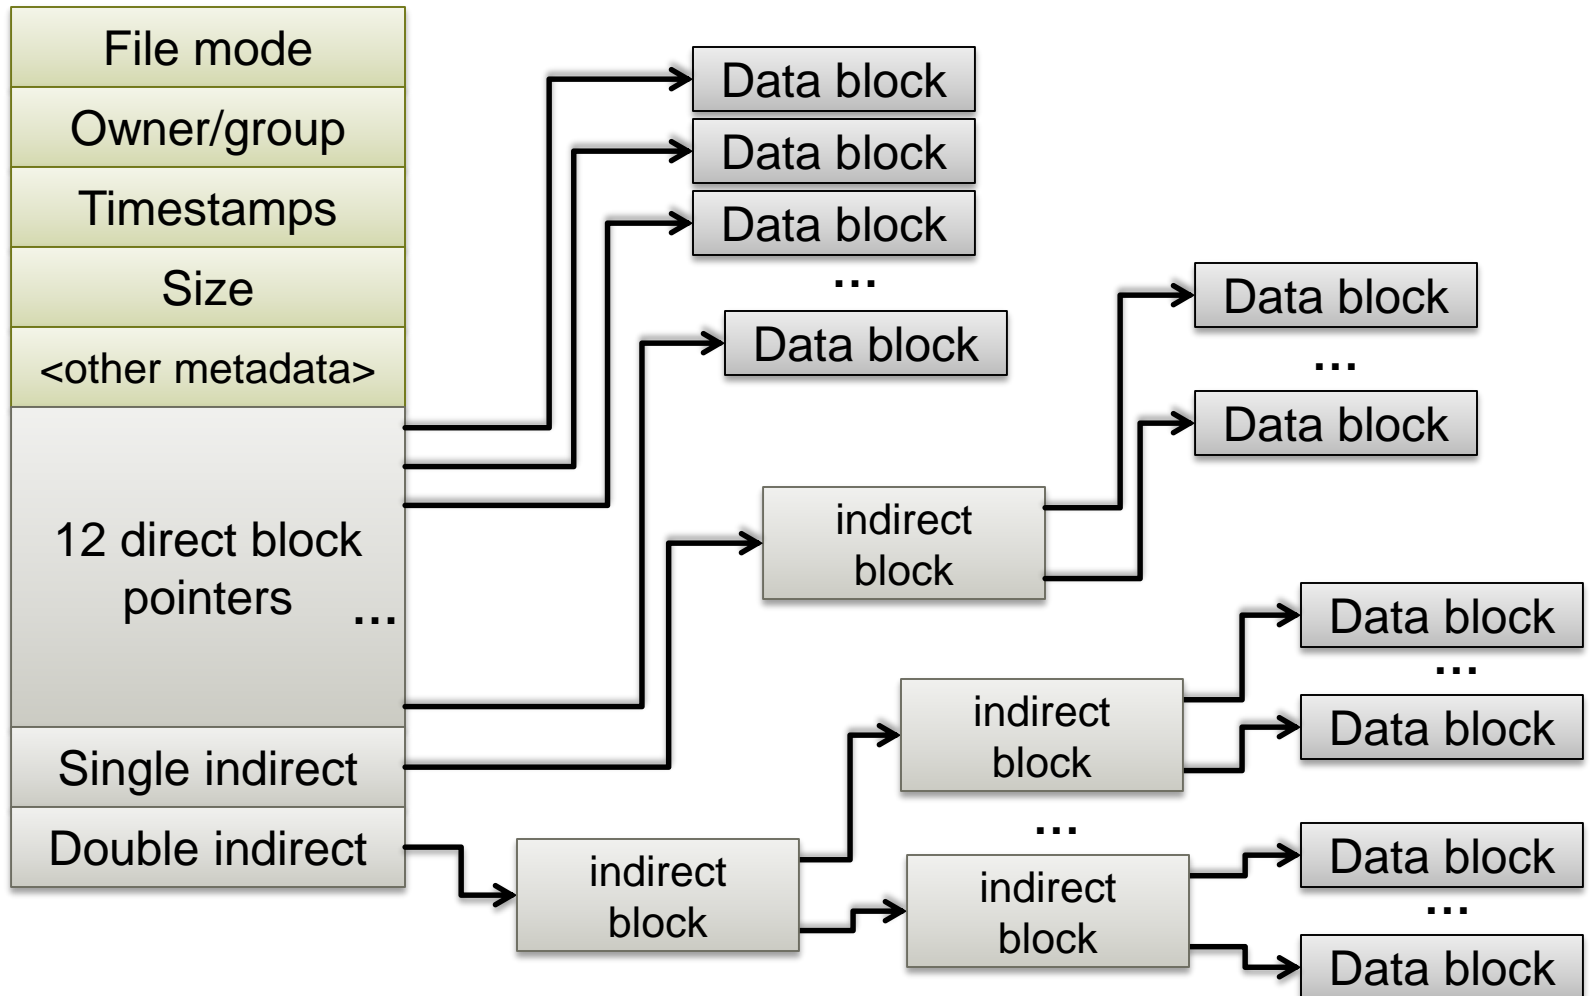 File mode
Owner/group
Timestamps
Size
<other metadata>
12 direct block
pointers ...
Single indirect
Double indirect
Data block
Data block
Data block
...
Data block
Data block
...
Data block
indirect
block
Data block
...
Data block
indirect
block
...
indirect
block
indirect
block
Data block
...
Data block